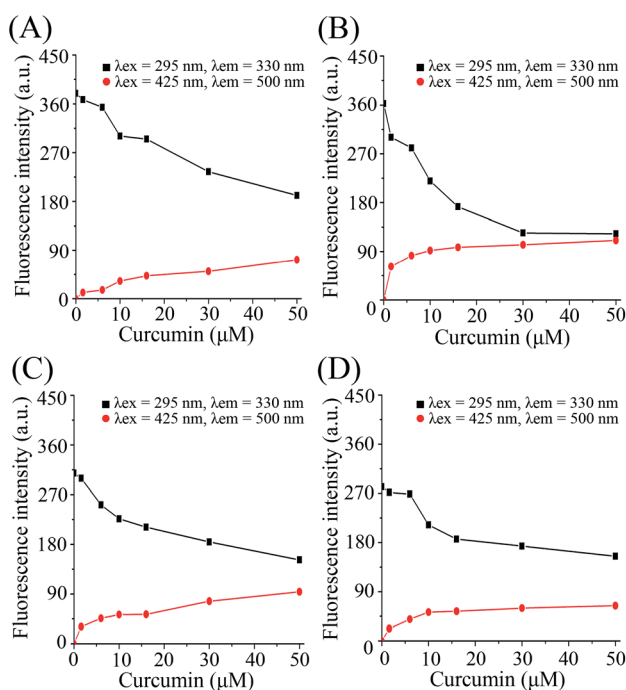 (A)
450
360
270
180
90
0
Fluorescence intensity (a.u.)
λex = 295 nm, λem = 330 nm
λex = 425 nm, λem = 500 nm
0 10 20 30 40 50
Curcumin (μM)
(B)
450
360
270
180
90
0
Fluorescence intensity (a.u.)
λex = 295 nm, λem = 330 nm
λex = 425 nm, λem = 500 nm
0 10 20 30 40 50
Curcumin (μM)
(C)
450
360
270
180
90
0
Fluorescence intensity (a.u.)
λex = 295 nm, λem = 330 nm
λex = 425 nm, λem = 500 nm
0 10 20 30 40 50
Curcumin (μM)
(D)
450
360
270
180
90
0
Fluorescence intensity (a.u.)
λex = 295 nm, λem = 330 nm
λex = 425 nm, λem = 500 nm
0 10 20 30 40 50
Curcumin (μM)